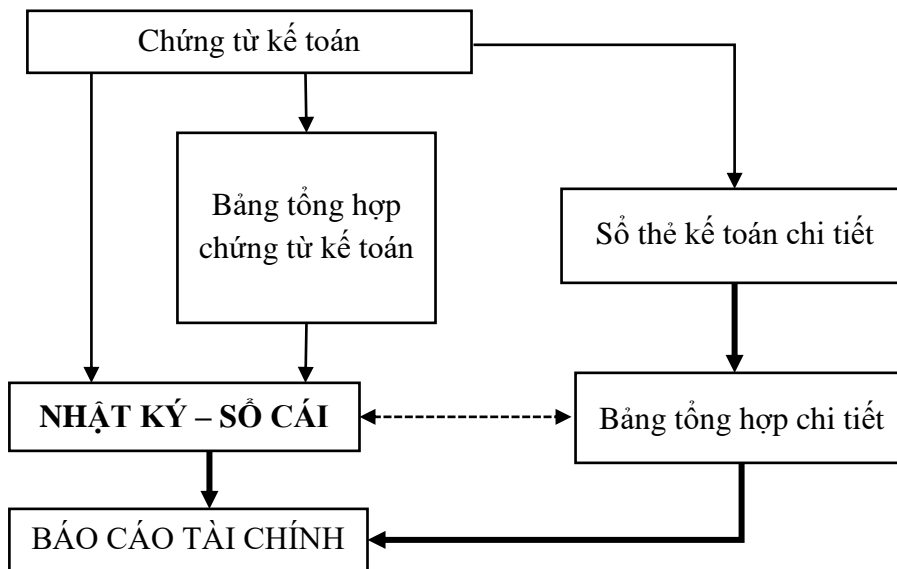 Chứng từ kế toán
Bảng tổng hợp
chứng từ kế toán
Sổ thẻ kế toán chi tiết
NHẬT KÝ – SỔ CÁI
Bảng tổng hợp chi tiết
BÁO CÁO TÀI CHÍNH